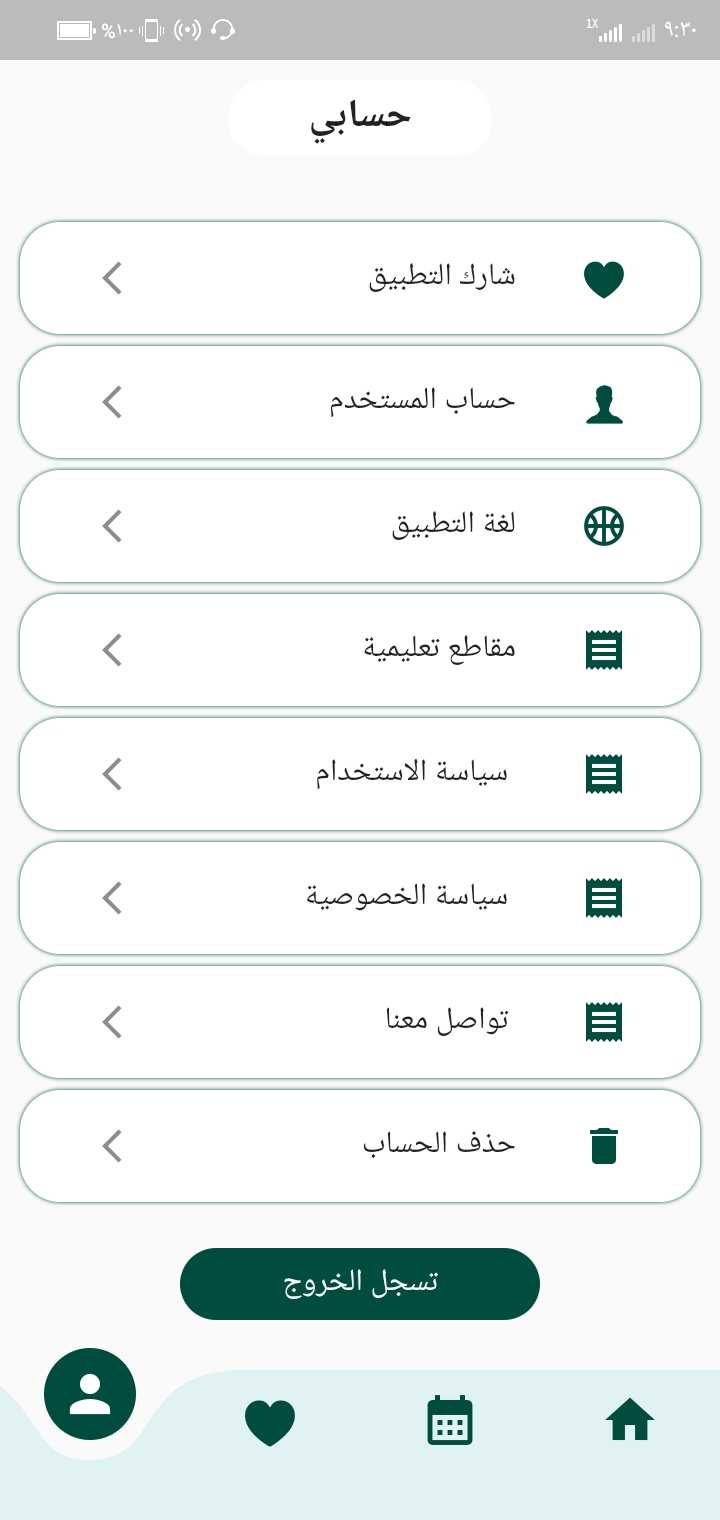 ٩:٣٠ 1X %١٠٠
حسابي
شارك التطبيق
حساب المستخدم
لغة التطبيق
مقاطع تعليمية
سياسة الاستخدام
سياسة الخصوصية
تواصل معنا
حذف الحساب
تسجل الخروج